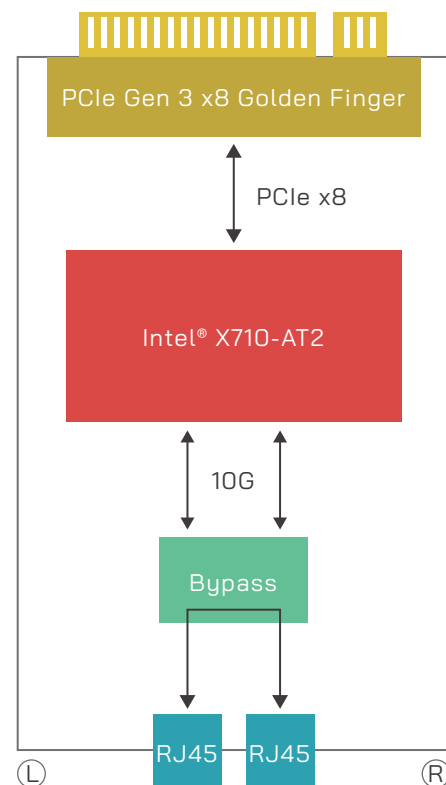 PCIe Gen 3 x8 Golden Finger
PCIe x8
Intel® X710-AT2
10G
Bypass
RJ45 RJ45
L R